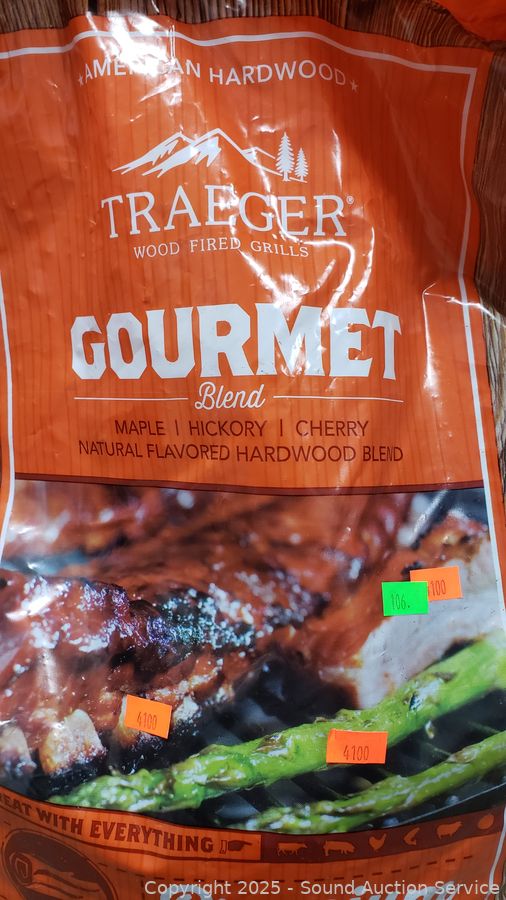 ★AMERICAN HARDWOOD★
TRAEGER®
WOOD FIRED GRILLS
GOURMET
Blend
MAPLE | HICKORY | CHERRY
NATURAL FLAVORED HARDWOOD BLEND
106.
4100
4100
4100
WITH EVERYTHING
Copyright 2025 - Sound Auction Service